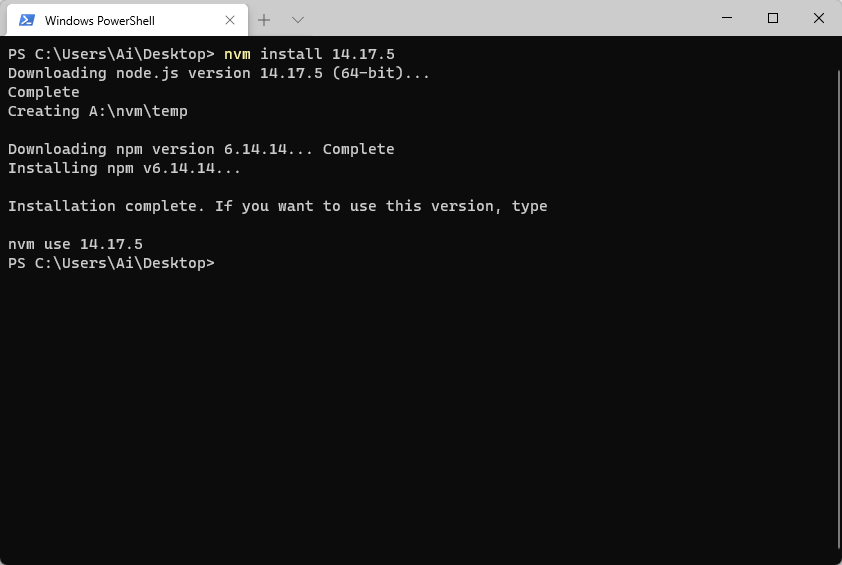 Windows PowerShell
PS C:\Users\Ai\Desktop> nvm install 14.17.5
Downloading node.js version 14.17.5 (64-bit)...
Complete
Creating A:\nvm\temp

Downloading npm version 6.14.14... Complete
Installing npm v6.14.14...

Installation complete. If you want to use this version, type

nvm use 14.17.5
PS C:\Users\Ai\Desktop>